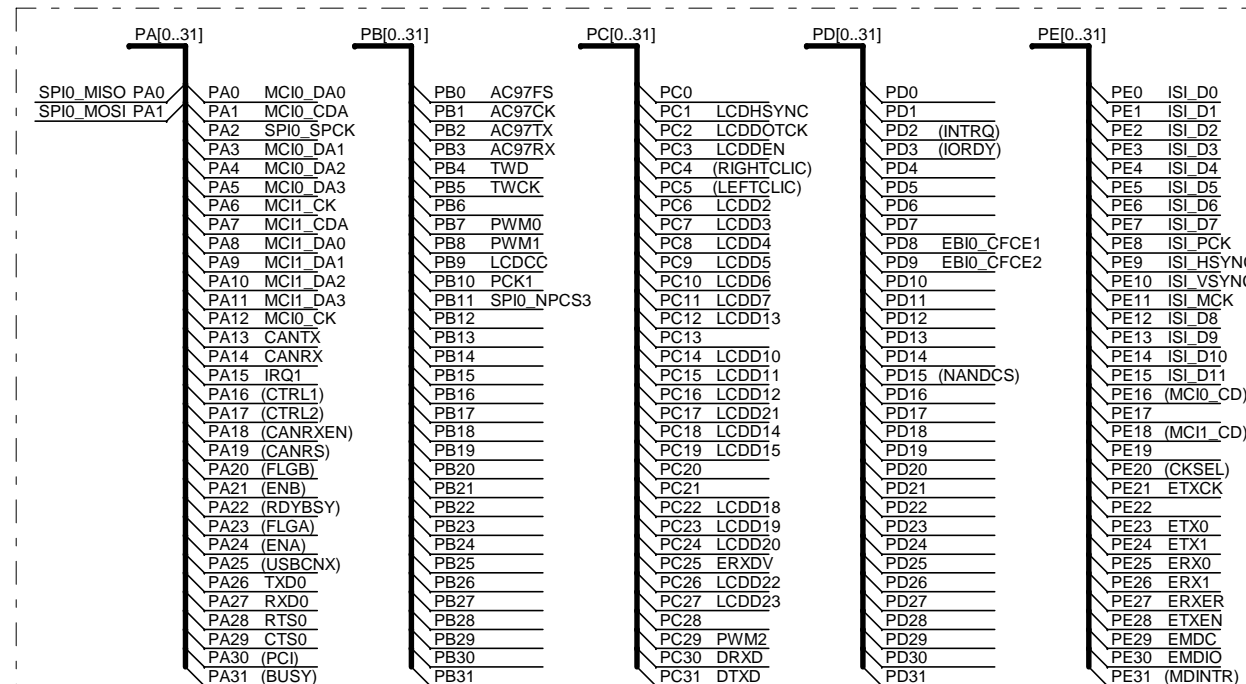 PA[0..31] PB[0..31] PC[0..31] PD[0..31] PE[0..31]
SPI0_MISO PA0 PA0 MCI0_DA0 PB0 AC97FS PC0 PD0 PE0 ISI_D0
SPI0_MOSI PA1 PA1 MCI0_CDA PB1 AC97CK PC1 LCDHSYNC PD1 PE1 ISI_D1
PA2 SPI0_SPCK PB2 AC97TX PC2 LCDDOTCK PD2 (INTRQ) PE2 ISI_D2
PA3 MCI0_DA1 PB3 AC97RX PC3 LCDDEN PD3 (IORDY) PE3 ISI_D3
PA4 MCI0_DA2 PB4 TWD PC4 (RIGHTCLIC) PD4 PE4 ISI_D4
PA5 MCI0_DA3 PB5 TWCK PC5 (LEFTCLIC) PD5 PE5 ISI_D5
PA6 MCI1_CK PB6 PC6 LCDD2 PD6 PE6 ISI_D6
PA7 MCI1_CDA PB7 PWM0 PC7 LCDD3 PD7 PE7 ISI_D7
PA8 MCI1_DA0 PB8 PWM1 PC8 LCDD4 PD8 EBI0_CFCE1 PE8 ISI_PCK
PA9 MCI1_DA1 PB9 LCDCC PC9 LCDD5 PD9 EBI0_CFCE2 PE9 ISI_HSYNC
PA10 MCI1_DA2 PB10 PCK1 PC10 LCDD6 PD10 PE10 ISI_VSYNC
PA11 MCI1_DA3 PB11 SPI0_NPCS3 PC11 LCDD7 PD11 PE11 ISI_MCK
PA12 MCI0_CK PB12 PC12 LCDD13 PD12 PE12 ISI_D8
PA13 CANTX PB13 PC13 PD13 PE13 ISI_D9
PA14 CANRX PB14 PC14 LCDD10 PD14 PE14 ISI_D10
PA15 IRQ1 PB15 PC15 LCDD11 PD15 (NANDCS) PE15 ISI_D11
PA16 (CTRL1) PB16 PC16 LCDD12 PD16 PE16 (MCI0_CD)
PA17 (CTRL2) PB17 PC17 LCDD21 PD17 PE17
PA18 (CANRXEN) PB18 PC18 LCDD14 PD18 PE18 (MCI1_CD)
PA19 (CANRS) PB19 PC19 LCDD15 PD19 PE19
PA20 (FLGB) PB20 PC20 PD20 PE20 (CKSEL)
PA21 (ENB) PB21 PC21 PD21 PE21 ETXCK
PA22 (RDYBSY) PB22 PC22 LCDD18 PD22 PE22
PA23 (FLGA) PB23 PC23 LCDD19 PD23 PE23 ETX0
PA24 (ENA) PB24 PC24 LCDD20 PD24 PE24 ETX1
PA25 (USBCNX) PB25 PC25 ERXDV PD25 PE25 ERX0
PA26 TXD0 PB26 PC26 LCDD22 PD26 PE26 ERX1
PA27 RXD0 PB27 PC27 LCDD23 PD27 PE27 ERXER
PA28 RTS0 PB28 PC28 PD28 PE28 ETXEN
PA29 CTS0 PB29 PC29 PWM2 PD29 PE29 EMDC
PA30 (PCI) PB30 PC30 DRXD PD30 PE30 EMDIO
PA31 (BUSY) PB31 PC31 DTXD PD31 PE31 (MDINTR)